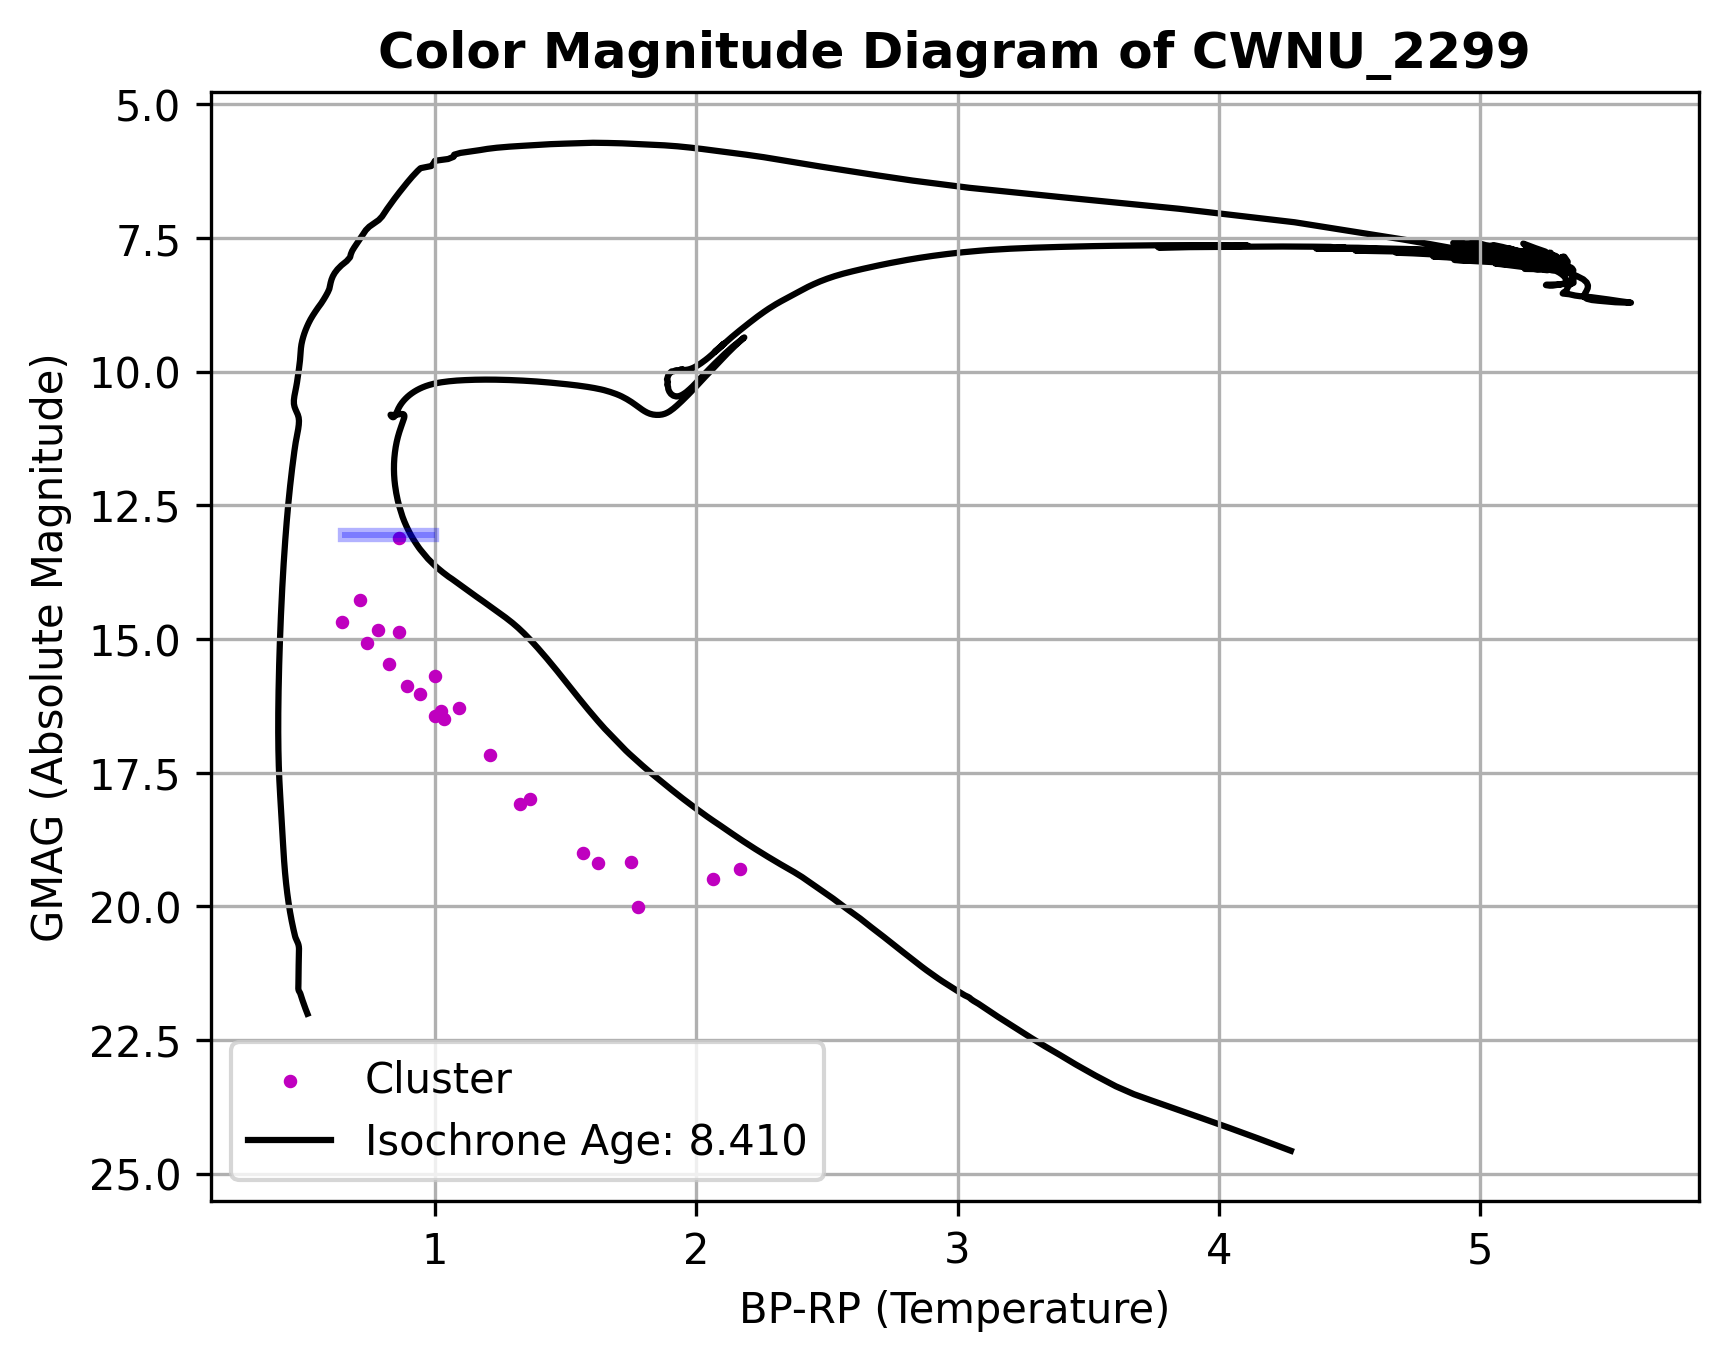 Color Magnitude Diagram of CWNU_2299
GMAG (Absolute Magnitude)
5.0
7.5
10.0
12.5
15.0
17.5
20.0
22.5
25.0
Cluster
Isochrone Age: 8.410
1 2 3 4 5
BP-RP (Temperature)